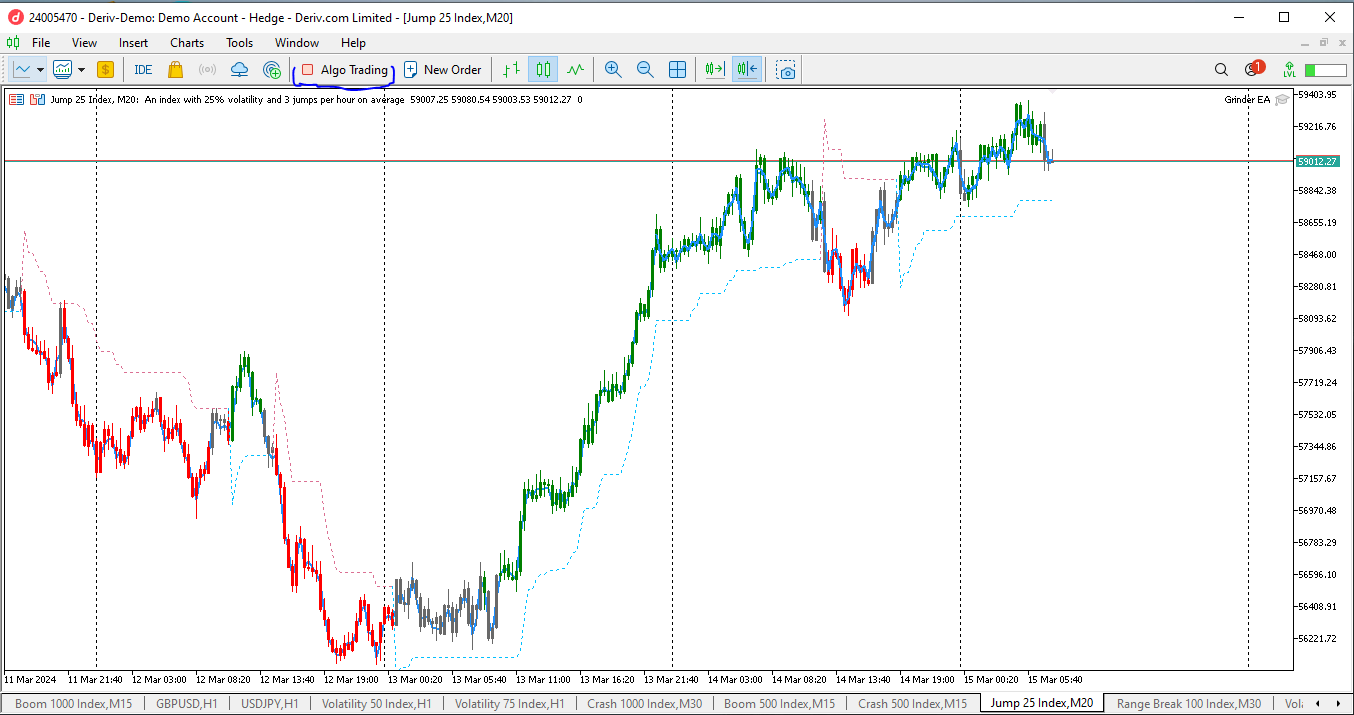 24005470 - Deriv-Demo: Demo Account - Hedge - Deriv.com Limited - [Jump 25 Index,M20]
File View Insert Charts Tools Window Help
$ IDE Algo Trading New Order 1 LVL
Jump 25 Index, M20: An index with 25% volatility and 3 jumps per hour on average 59007.25 59080.54 59003.53 59012.27 0
Grinder EA
59403.95
59216.76
59012.27
58842.38
58655.19
58468.00
58280.81
58093.62
57906.43
57719.24
57532.05
57344.86
57157.67
56970.48
56783.29
56596.10
56408.91
56221.72
11 Mar 2024 11 Mar 21:40 12 Mar 03:00 12 Mar 08:20 12 Mar 13:40 12 Mar 19:00 13 Mar 00:20 13 Mar 05:40 13 Mar 11:00 13 Mar 16:20 13 Mar 21:40 14 Mar 03:00 14 Mar 08:20 14 Mar 13:40 14 Mar 19:00 15 Mar 00:20 15 Mar 05:40
Boom 1000 Index,M15 GBPUSD,H1 USDJPY,H1 Volatility 50 Index,H1 Volatility 75 Index,H1 Crash 1000 Index,M30 Boom 500 Index,M15 Crash 500 Index,M15 Jump 25 Index,M20 Range Break 100 Index,M30 Vola